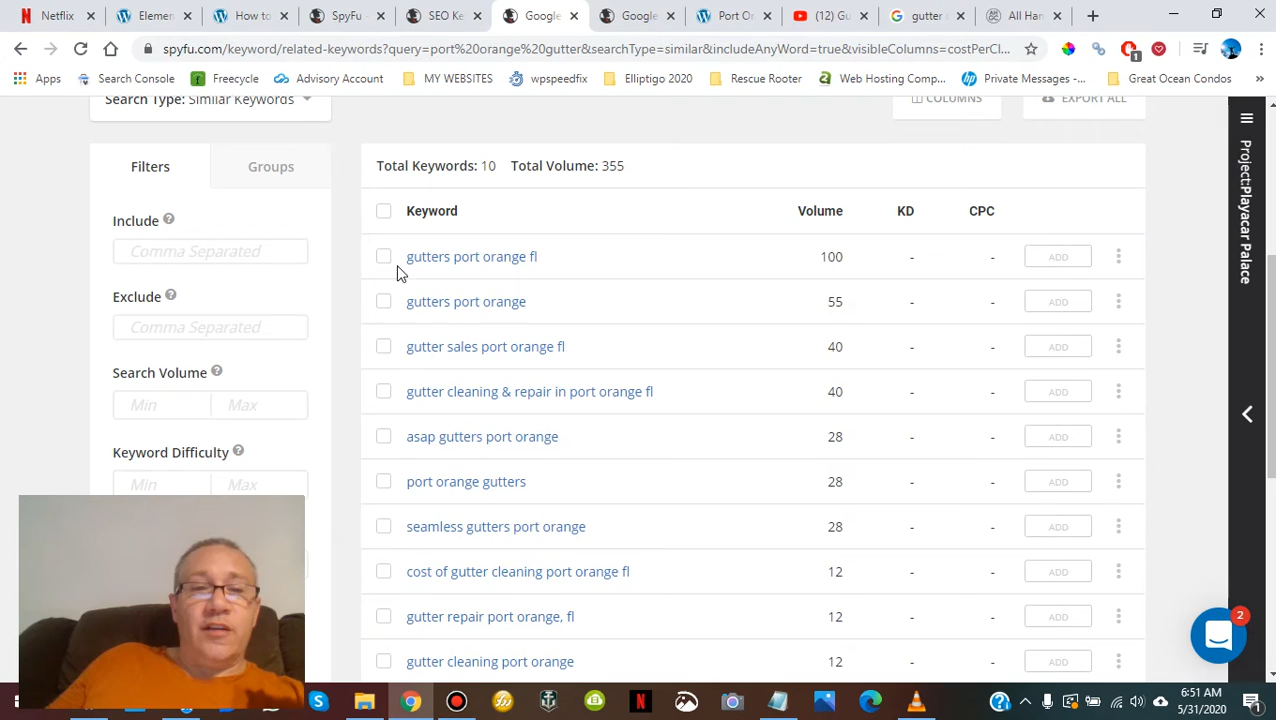 Netflix
Elemen
How to
SpyFu -
SEO Ke
Google
Google
Port Or
(12) Gu
gutter
All Han
spyfu.com/keyword/related-keywords?query=port%20orange%20gutter&searchType=similar&includeAnyWord=true&visibleColumns=costPerCl...
Apps
Search Console
Freecycle
Advisory Account
MY WEBSITES
wpspeedfix
Elliptigo 2020
Rescue Roster
Web Hosting Comp...
Private Messages -...
Great Ocean Condos
Search Type: Similar Keywords
COLUMNS
EXPORT ALL
Filters
Groups
Total Keywords: 10 Total Volume: 355
Keyword Volume KD CPC
Include
Comma Separated
Exclude
Comma Separated
Search Volume
Min Max
Keyword Difficulty
Min Max
gutters port orange fl 100 - - ADD
gutters port orange 55 - - ADD
gutter sales port orange fl 40 - - ADD
gutter cleaning & repair in port orange fl 40 - - ADD
asap gutters port orange 28 - - ADD
port orange gutters 28 - - ADD
seamless gutters port orange 28 - - ADD
cost of gutter cleaning port orange fl 12 - - ADD
gutter repair port orange, fl 12 - - ADD
gutter cleaning port orange 12 - - ADD
Project:Playacar Palace
1
2
6:51 AM
5/31/2020
1